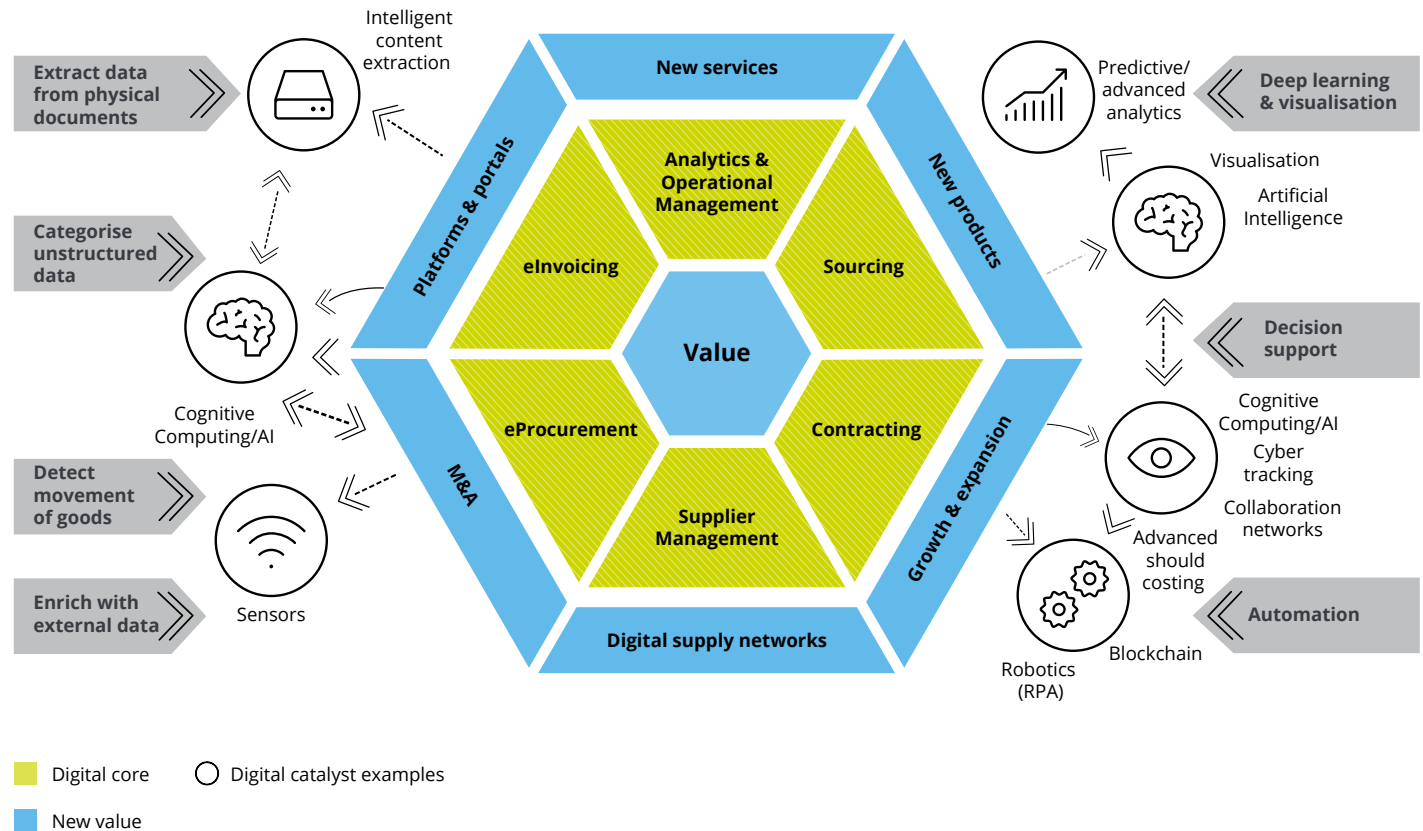 Intelligent
content
extraction
Extract data
from physical
documents
Categorise
unstructured
data
Cognitive
Computing/AI
Detect
movement
of goods
Enrich with
external data
Sensors
New services
Platforms & portals
New products
Analytics &
Operational
Management
eInvoicing
Sourcing
Value
eProcurement
Contracting
Supplier
Management
M&A
Growth & expansion
Digital supply networks
Predictive/
advanced
analytics
Deep learning
& visualisation
Visualisation
Artificial
Intelligence
Decision
support
Cognitive
Computing/AI
Cyber
tracking
Collaboration
networks
Advanced
should
costing
Automation
Blockchain
Robotics
(RPA)
Digital core
Digital catalyst examples
New value